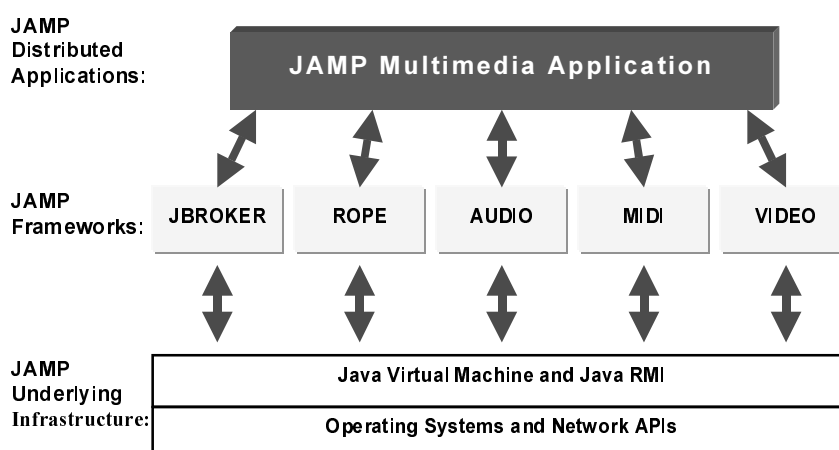 JAMP
Distributed
Applications:
JAMP Multimedia Application
JAMP
Frameworks:
JBROKER
ROPE
AUDIO
MIDI
VIDEO
JAMP
Underlying
Infrastructure:
Java Virtual Machine and Java RMI
Operating Systems and Network APIs